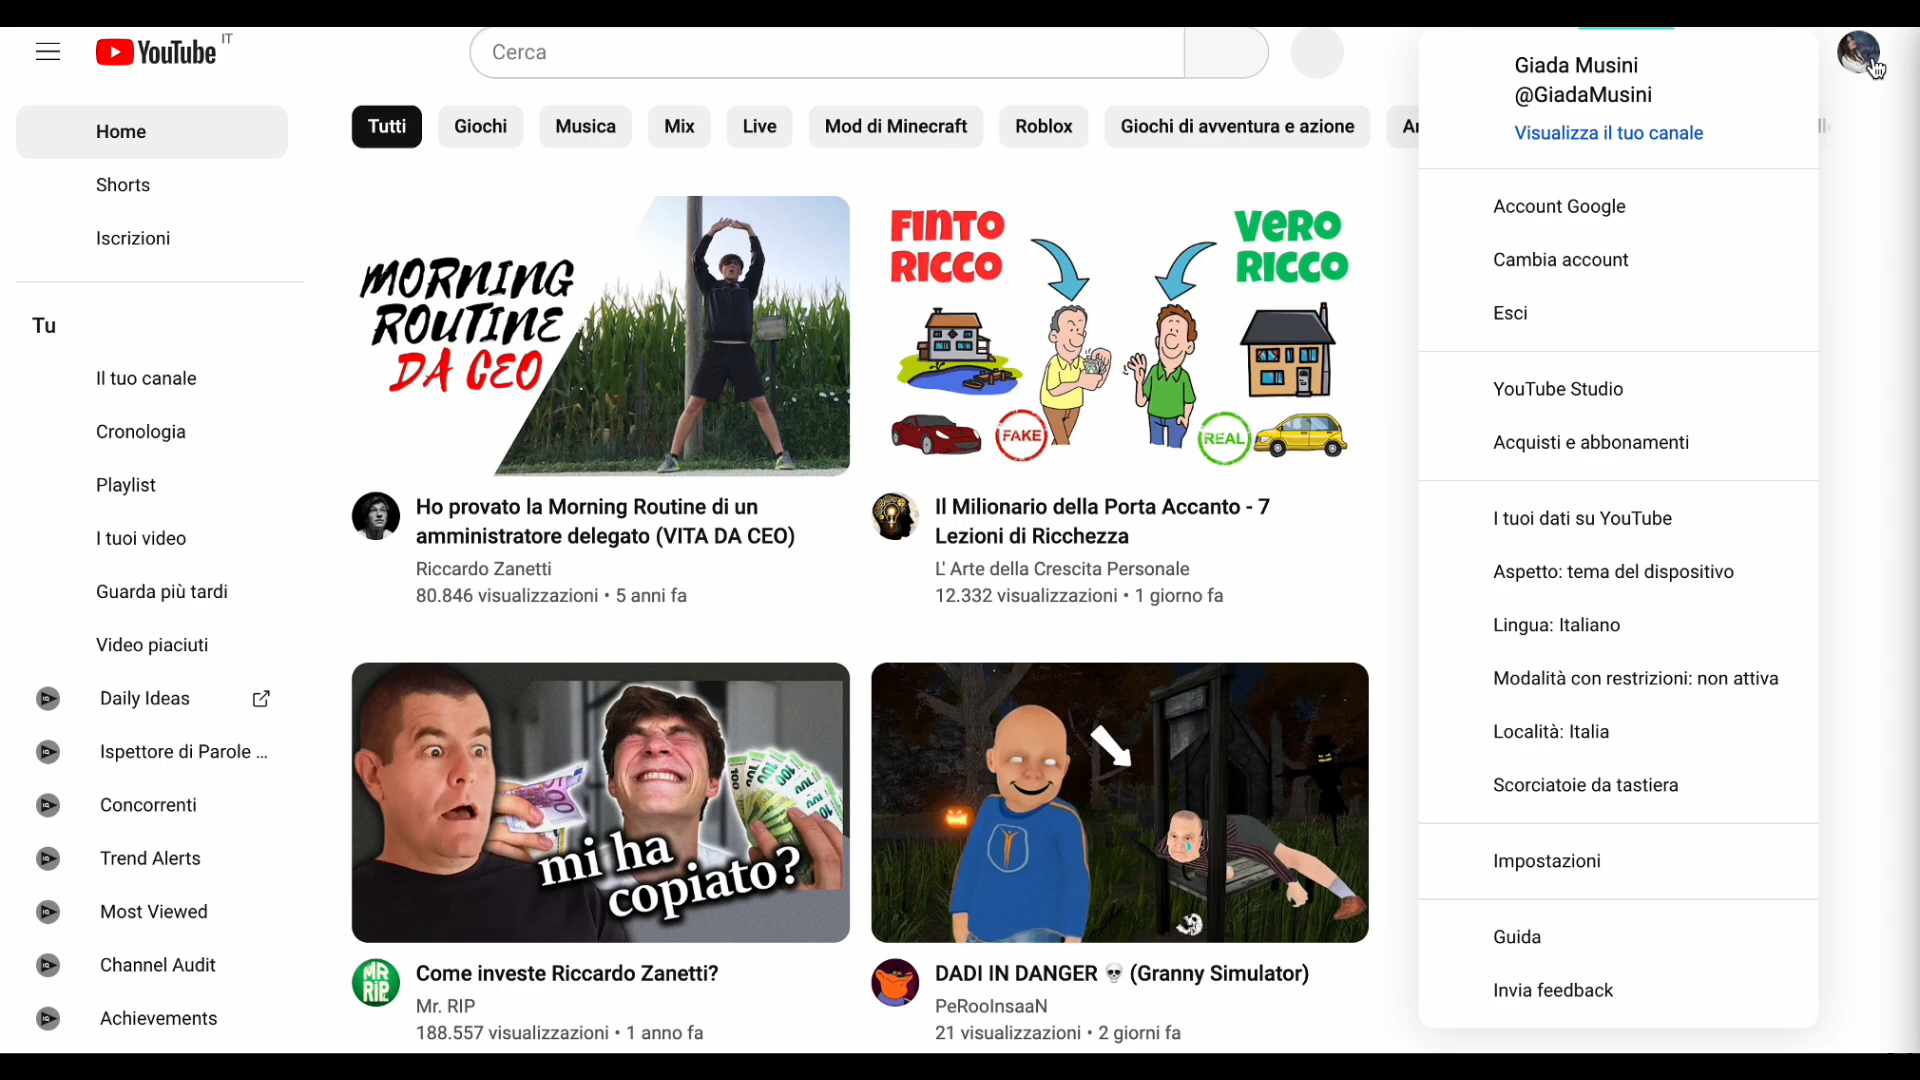 YouTube IT
Cerca
Home
Shorts
Iscrizioni
Tu
Il tuo canale
Cronologia
Playlist
I tuoi video
Guarda più tardi
Video piaciuti
Daily Ideas
Ispettore di Parole ...
Concorrenti
Trend Alerts
Most Viewed
Channel Audit
Achievements
Tutti
Giochi
Musica
Mix
Live
Mod di Minecraft
Roblox
Giochi di avventura e azione
MORNING
ROUTINE
DA CEO
Ho provato la Morning Routine di un
amministratore delegato (VITA DA CEO)
Riccardo Zanetti
80.846 visualizzazioni • 5 anni fa
FINTO
RICCO
VERO
RICCO
FAKE
REAL
Il Milionario della Porta Accanto - 7
Lezioni di Ricchezza
L' Arte della Crescita Personale
12.332 visualizzazioni • 1 giorno fa
mi ha
copiato?
MR
RIP
Come investe Riccardo Zanetti?
Mr. RIP
188.557 visualizzazioni • 1 anno fa
DADI IN DANGER 💀 (Granny Simulator)
PeRooInsaaN
21 visualizzazioni • 2 giorni fa
Giada Musini
@GiadaMusini
Visualizza il tuo canale
Account Google
Cambia account
Esci
YouTube Studio
Acquisti e abbonamenti
I tuoi dati su YouTube
Aspetto: tema del dispositivo
Lingua: Italiano
Modalità con restrizioni: non attiva
Località: Italia
Scorciatoie da tastiera
Impostazioni
Guida
Invia feedback